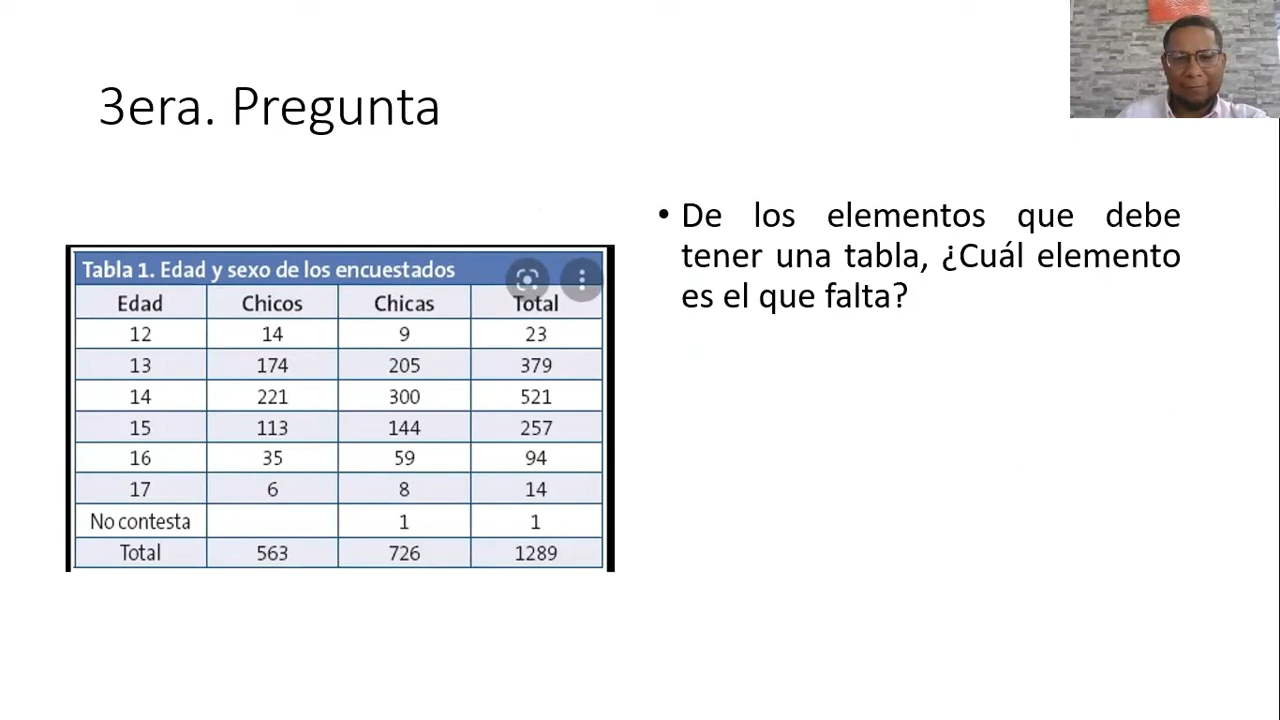 3era. Pregunta
• De los elementos que debe
tener una tabla, ¿Cuál elemento
es el que falta?
Tabla 1. Edad y sexo de los encuestados
Edad Chicos Chicas Total
12 14 9 23
13 174 205 379
14 221 300 521
15 113 144 257
16 35 59 94
17 6 8 14
No contesta 1 1
Total 563 726 1289